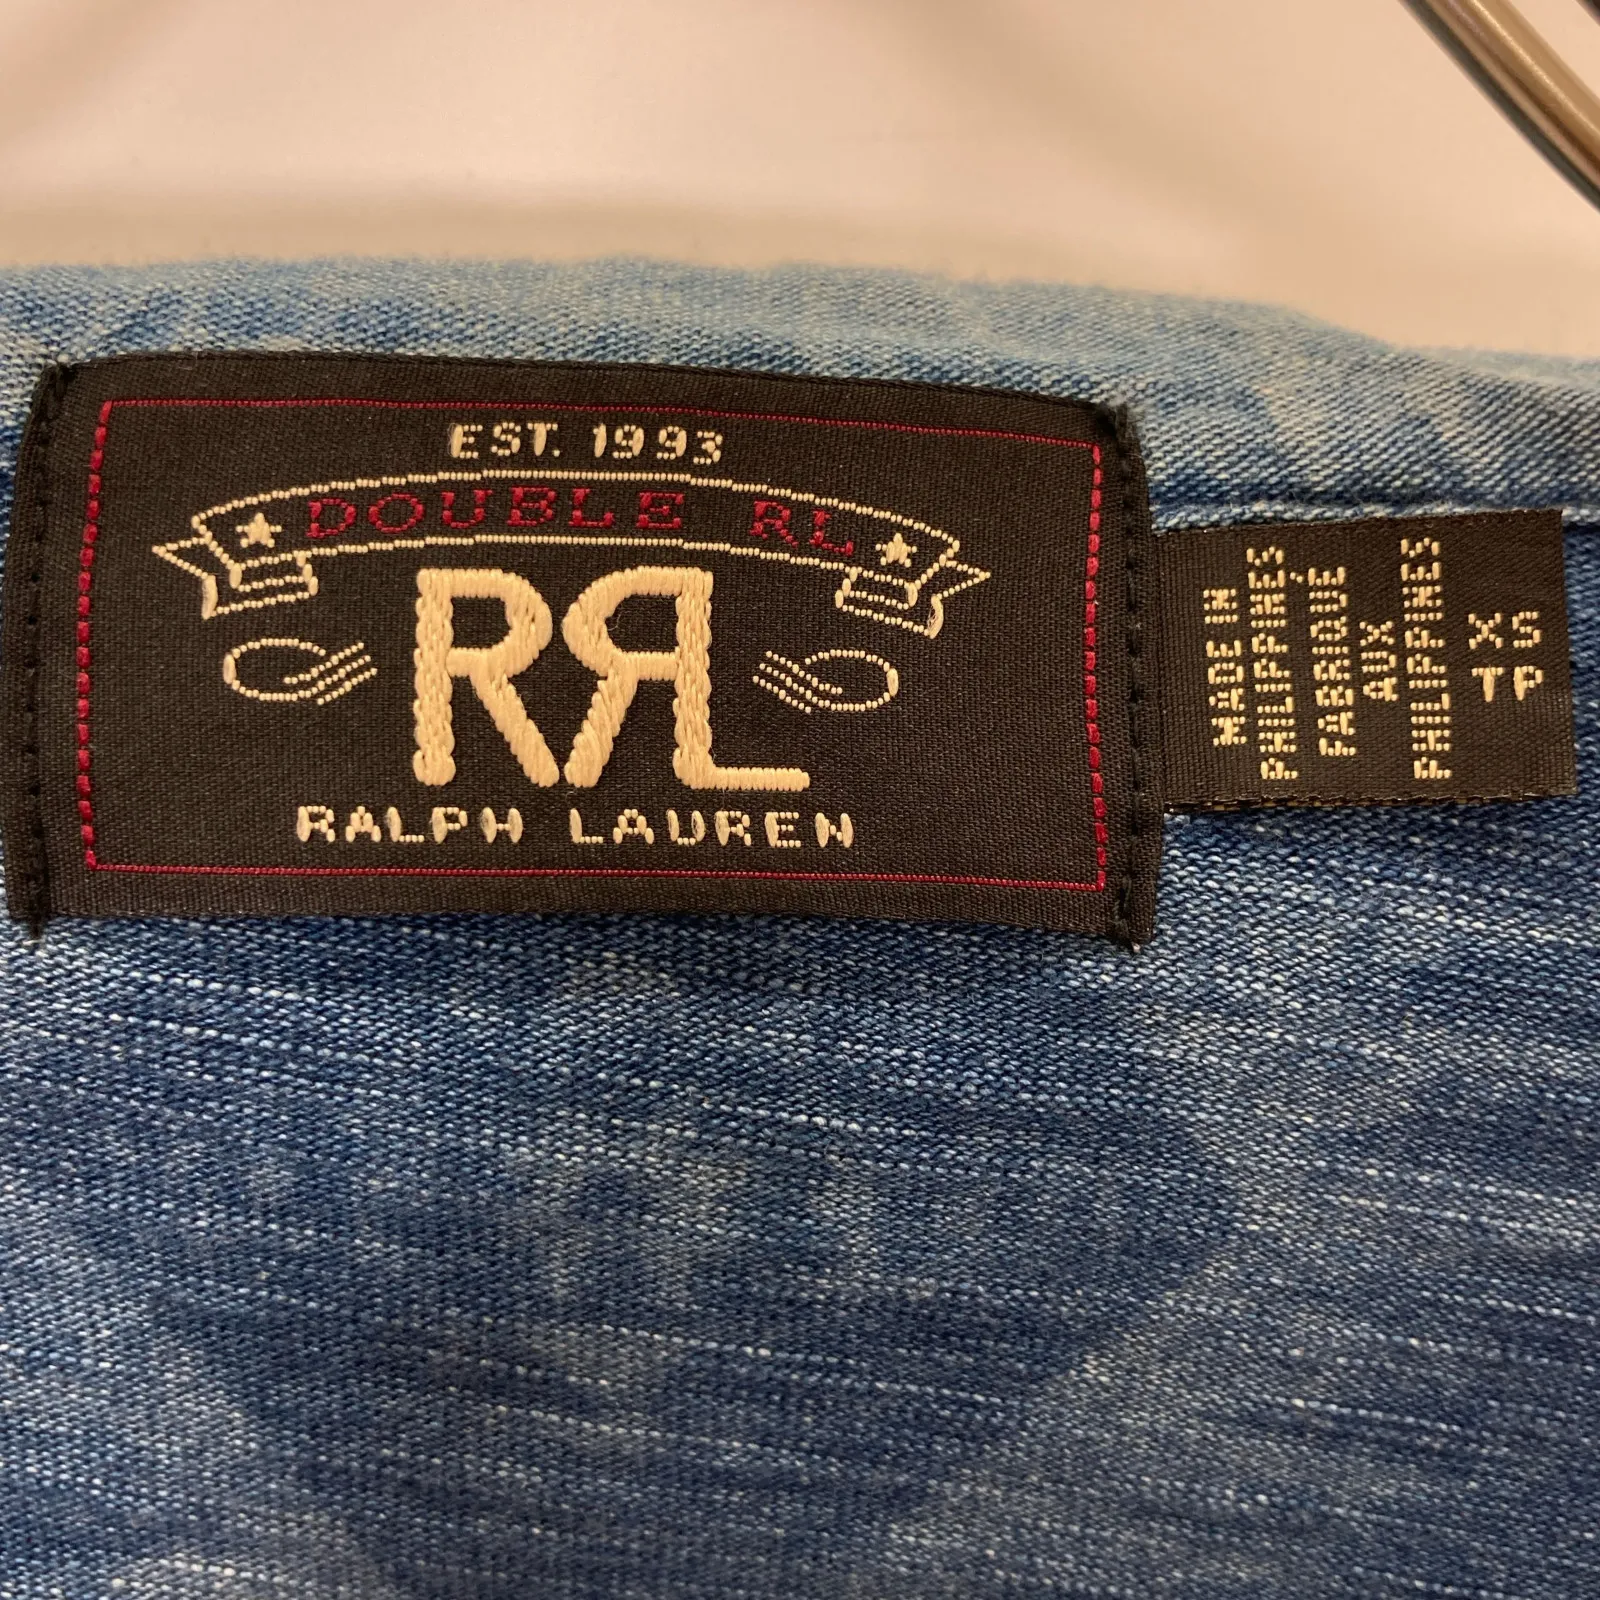 EST. 1993
DOUBLE RL
RRL
RALPH LAUREN
MADE IN
PHILIPPINES
FABRIQUÉ
AUX
PHILIPPINES
XS
TP